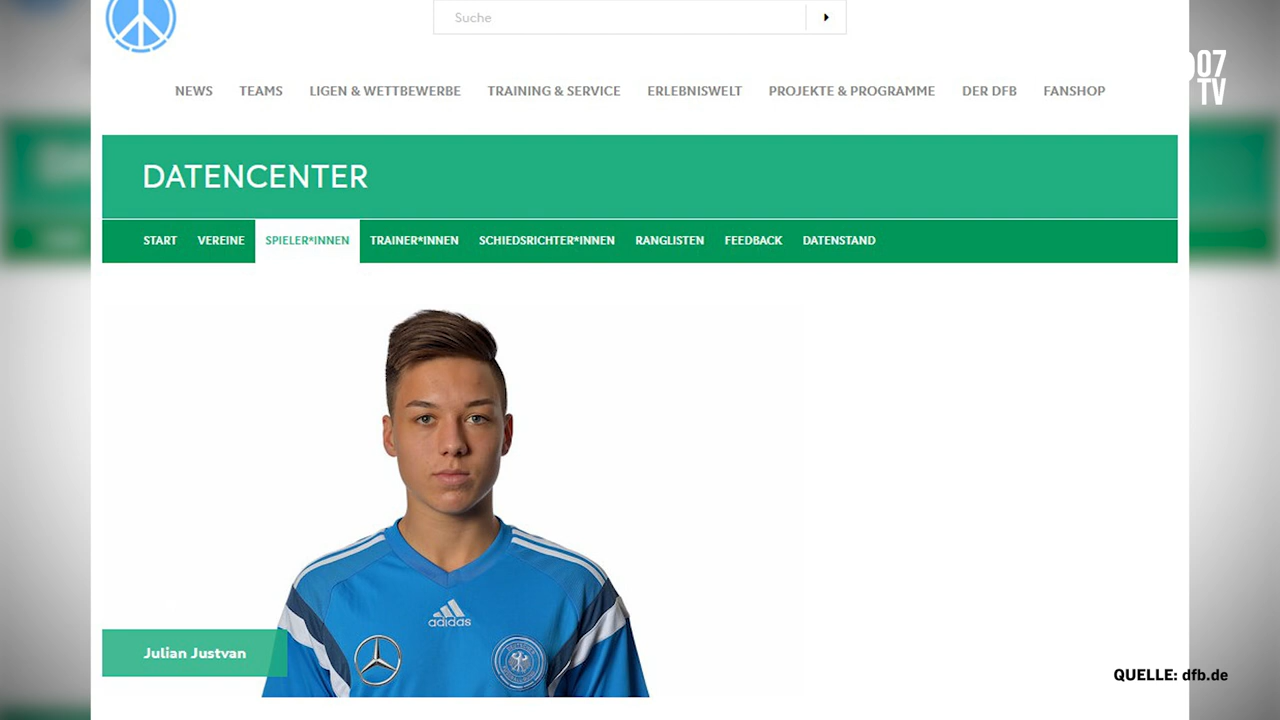 Suche
07
TV
NEWS TEAMS LIGEN & WETTBEWERBE TRAINING & SERVICE ERLEBNISWELT PROJEKTE & PROGRAMME DER DFB FANSHOP
DATENCENTER
START VEREINE SPIELER*INNEN TRAINER*INNEN SCHIEDSRICHTER*INNEN RANGLISTEN FEEDBACK DATENSTAND
adidas
Julian Justvan
QUELLE: dfb.de